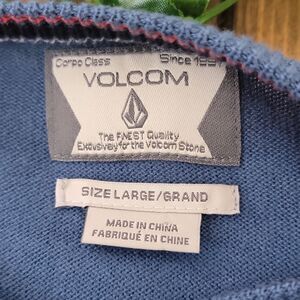 Corpo Class Since 1991
VOLCOM
The FINEST Quality
Exclusively for the Volcom Stone
SIZE LARGE/GRAND
MADE IN CHINA
FABRIQUÉ EN CHINE